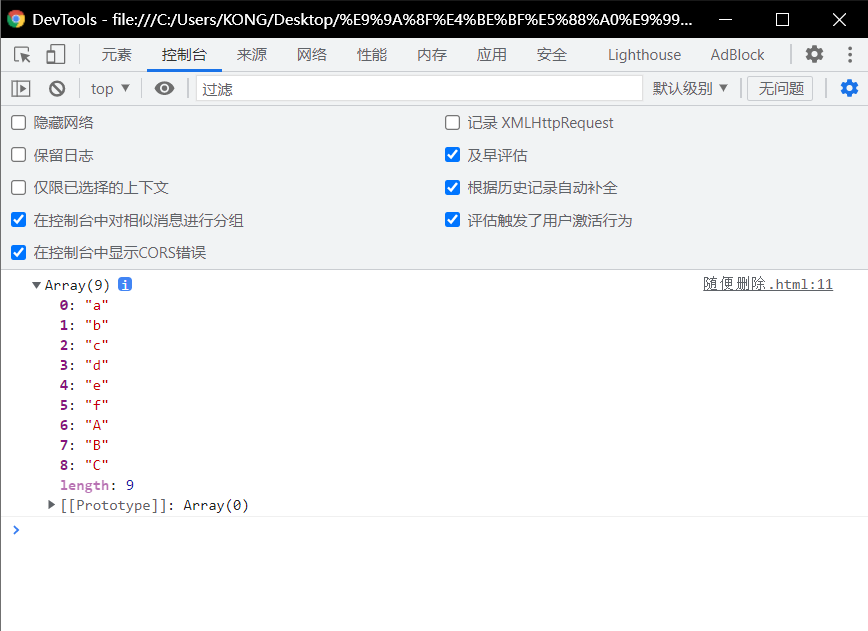 DevTools - file:///C:/Users/KONG/Desktop/%E9%9A%8F%E4%BE%BF%E5%88%A0%E9%99...
元素 控制台 来源 网络 性能 内存 应用 安全 Lighthouse AdBlock
top ▼ 过滤 默认级别 ▼ 无问题
隐藏网络 记录 XMLHttpRequest
保留日志 及早评估
仅限已选择的上下文 根据历史记录自动补全
在控制台中对相似消息进行分组 评估触发了用户激活行为
在控制台中显示CORS错误
▼Array(9) i 随便删除.html:11
0: "a"
1: "b"
2: "c"
3: "d"
4: "e"
5: "f"
6: "A"
7: "B"
8: "C"
length: 9
▶[[Prototype]]: Array(0)